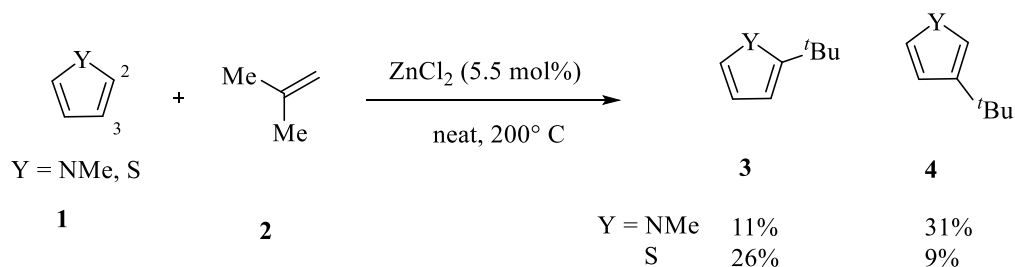 Y
2
3
Y = NMe, S
1
+
Me
Me
2
ZnCl₂ (5.5 mol%)
neat, 200° C
Y
ᵗBu
3
Y
ᵗBu
4
Y = NMe 11% 31%
S 26% 9%